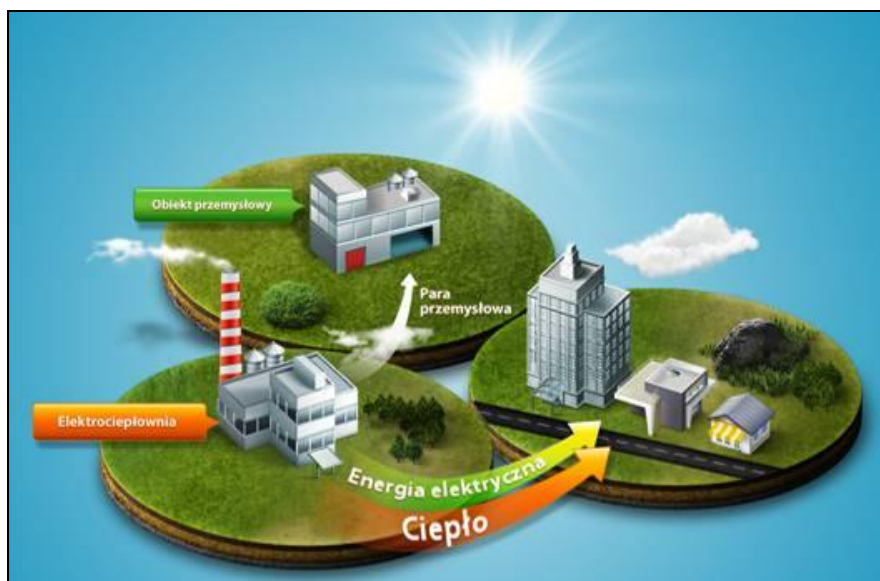 Obiekt przemysłowy
Para
przemysłowa
Elektrociepłownia
Energia elektryczna
Ciepło